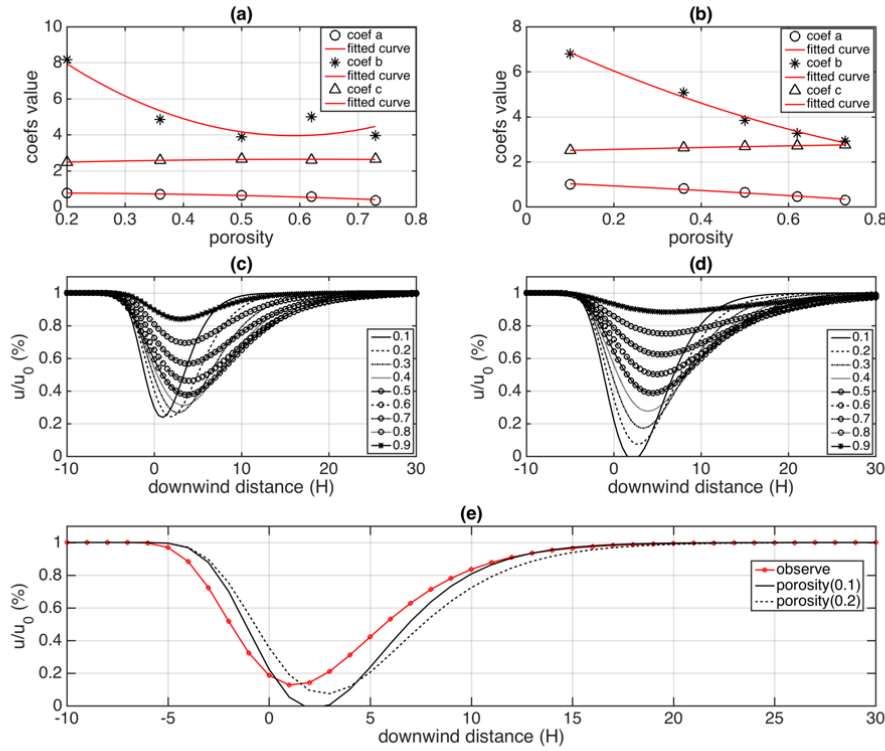 (a)
10
8
6
4
2
0
coefs value
0.2 0.3 0.4 0.5 0.6 0.7 0.8
porosity
coef a
fitted curve
coef b
fitted curve
coef c
fitted curve
(b)
8
6
4
2
0
coefs value
0 0.2 0.4 0.6 0.8
porosity
coef a
fitted curve
coef b
fitted curve
coef c
fitted curve
(c)
1
0.8
0.6
0.4
0.2
0
u/u0 (%)
-10 0 10 20 30
downwind distance (H)
0.1
0.2
0.3
0.4
0.5
0.6
0.7
0.8
0.9
(d)
1
0.8
0.6
0.4
0.2
0
u/u0 (%)
-10 0 10 20 30
downwind distance (H)
0.1
0.2
0.3
0.4
0.5
0.6
0.7
0.8
0.9
(e)
1
0.8
0.6
0.4
0.2
0
u/u0 (%)
-10 -5 0 5 10 15 20 25 30
downwind distance (H)
observe
porosity(0.1)
porosity(0.2)